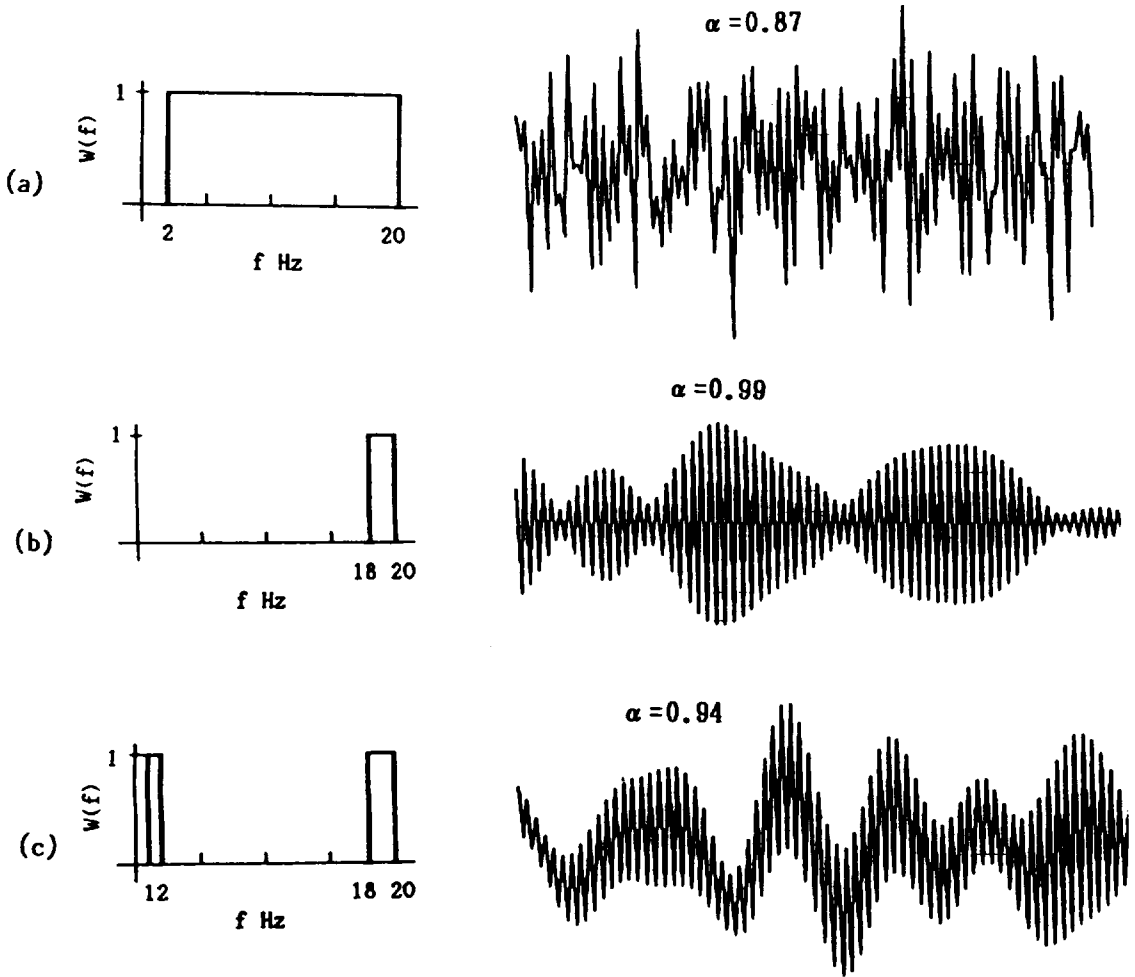 α=0.87
1
W(f)
(a)
2
20
f Hz
α=0.99
1
W(f)
(b)
18 20
f Hz
α=0.94
1
W(f)
(c)
12
18 20
f Hz